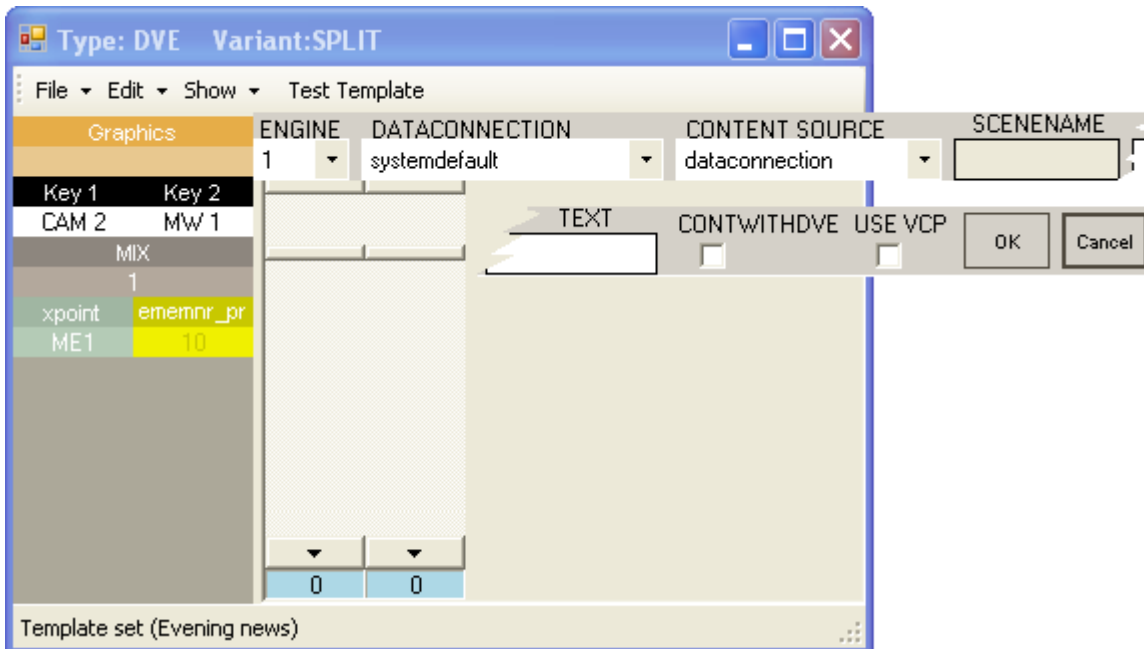 Type: DVE Variant:SPLIT
File Edit Show Test Template
Graphics
ENGINE DATACONNECTION CONTENT SOURCE SCENENAME
1 systemdefault dataconnection
Key 1 Key 2
CAM 2 MW 1
TEXT CONTWITHDVE USE VCP OK Cancel
MIX
1
xpoint ememnr_pr
ME1 10
0 0
Template set (Evening news)